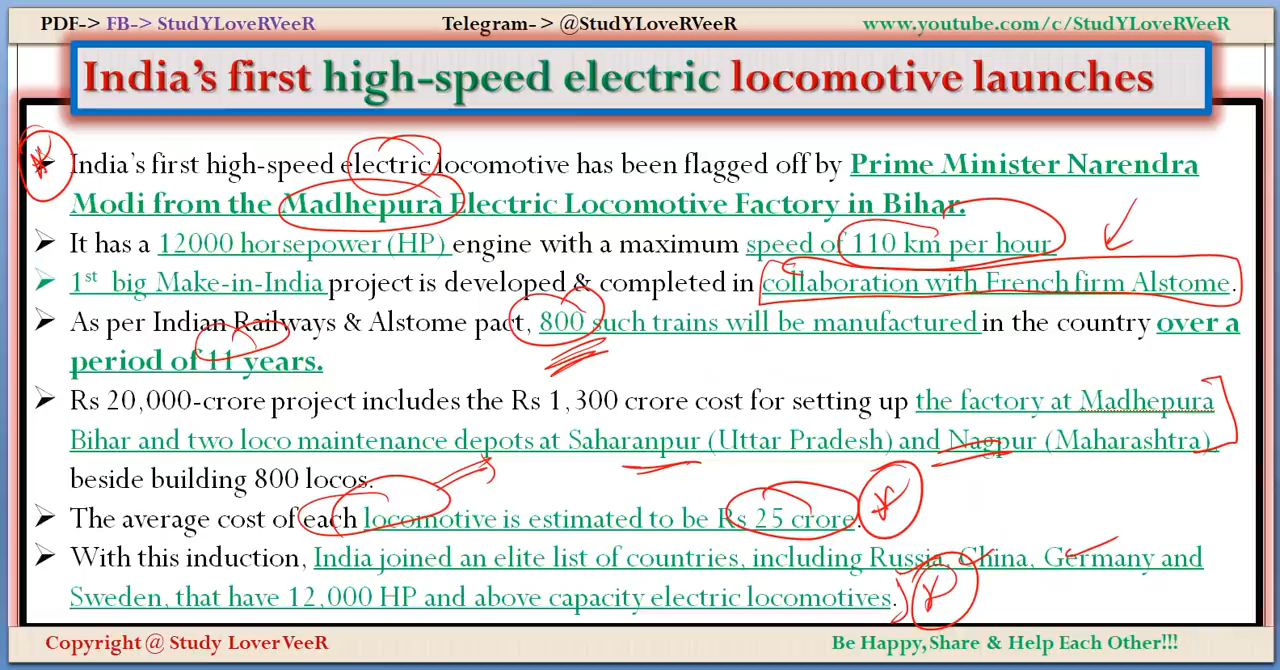 PDF-> FB-> StudYLoveRVeeR Telegram-> @StudYLoveRVeeR www.youtube.com/c/StudYLoveRVeeR
India's first high-speed electric locomotive launches
India's first high-speed electric locomotive has been flagged off by Prime Minister Narendra
Modi from the Madhepura Electric Locomotive Factory in Bihar.
It has a 12000 horsepower (HP) engine with a maximum speed of 110 km per hour
1st big Make-in-India project is developed & completed in collaboration with French firm Alstome.
As per Indian Railways & Alstome pact, 800 such trains will be manufactured in the country over a
period of 11 years.
Rs 20,000-crore project includes the Rs 1,300 crore cost for setting up the factory at Madhepura
Bihar and two loco maintenance depots at Saharanpur (Uttar Pradesh) and Nagpur (Maharashtra),
beside building 800 locos.
The average cost of each locomotive is estimated to be Rs 25 crore.
With this induction, India joined an elite list of countries, including Russia, China, Germany and
Sweden, that have 12,000 HP and above capacity electric locomotives.
Copyright @ Study LoverVeeR Be Happy, Share & Help Each Other!!!